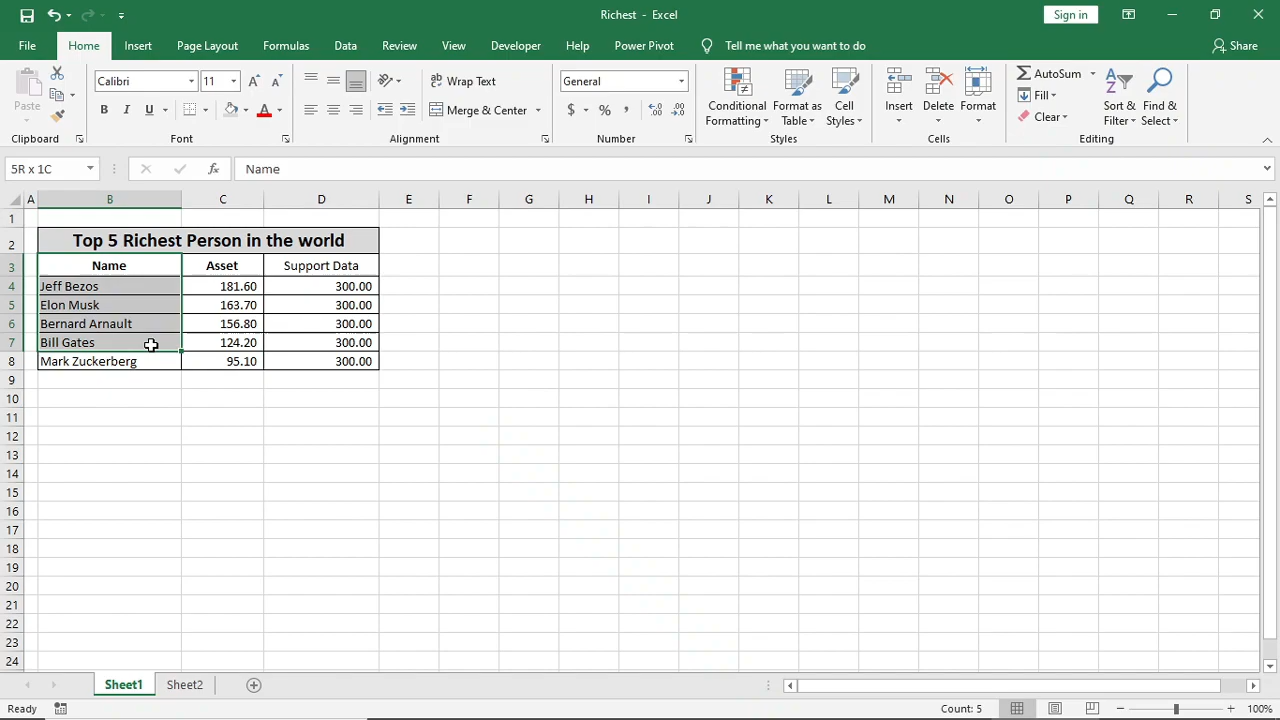 Richest - Excel
Sign in
File Home Insert Page Layout Formulas Data Review View Developer Help Power Pivot Tell me what you want to do Share
Paste
Clipboard
Calibri 11
B I U
Font
Wrap Text
Merge & Center
Alignment
General
$ % ,
Number
Conditional Formatting
Format as Table
Cell Styles
Styles
Insert
Delete
Format
Cells
AutoSum
Fill
Clear
Sort & Filter
Find & Select
Editing
5R x 1C fx Name
A B C D E F G H I J K L M N O P Q R S
1
2 Top 5 Richest Person in the world
3 Name Asset Support Data
4 Jeff Bezos 181.60 300.00
5 Elon Musk 163.70 300.00
6 Bernard Arnault 156.80 300.00
7 Bill Gates 124.20 300.00
8 Mark Zuckerberg 95.10 300.00
9
10
11
12
13
14
15
16
17
18
19
20
21
22
23
24
Sheet1 Sheet2
Ready Count: 5 100%